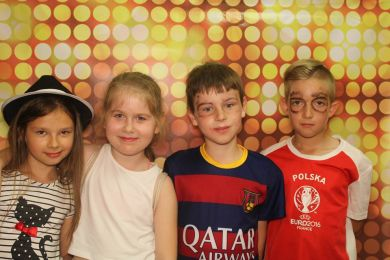 POLSKA
UEFA
EURO2016
QATAR
AIRWAYS